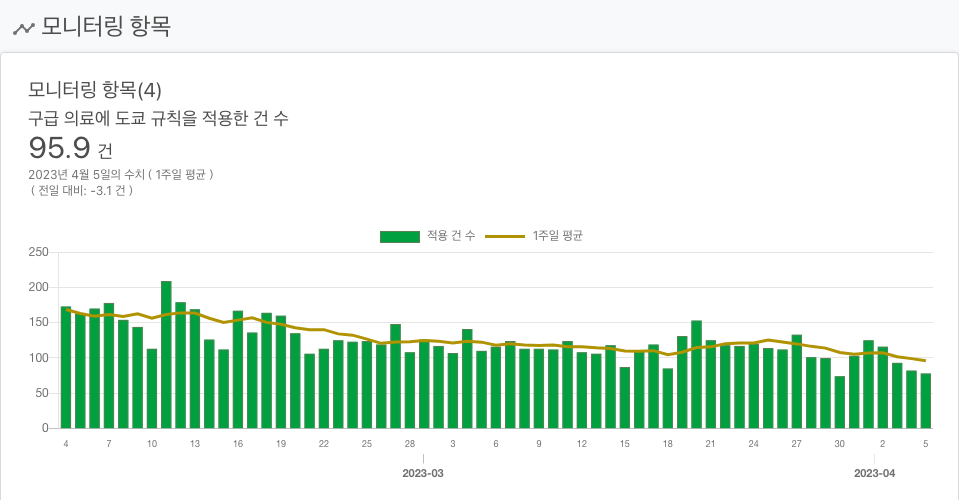 모니터링 항목
모니터링 항목(4)
구급 의료에 도쿄 규칙을 적용한 건 수
95.9 건
2023년 4월 5일의 수치 ( 1주일 평균 )
( 전일 대비: -3.1 건 )
적용 건 수 1주일 평균
250
200
150
100
50
0
4 7 10 13 16 19 22 25 28 3 6 9 12 15 18 21 24 27 30 2 5
2023-03 2023-04